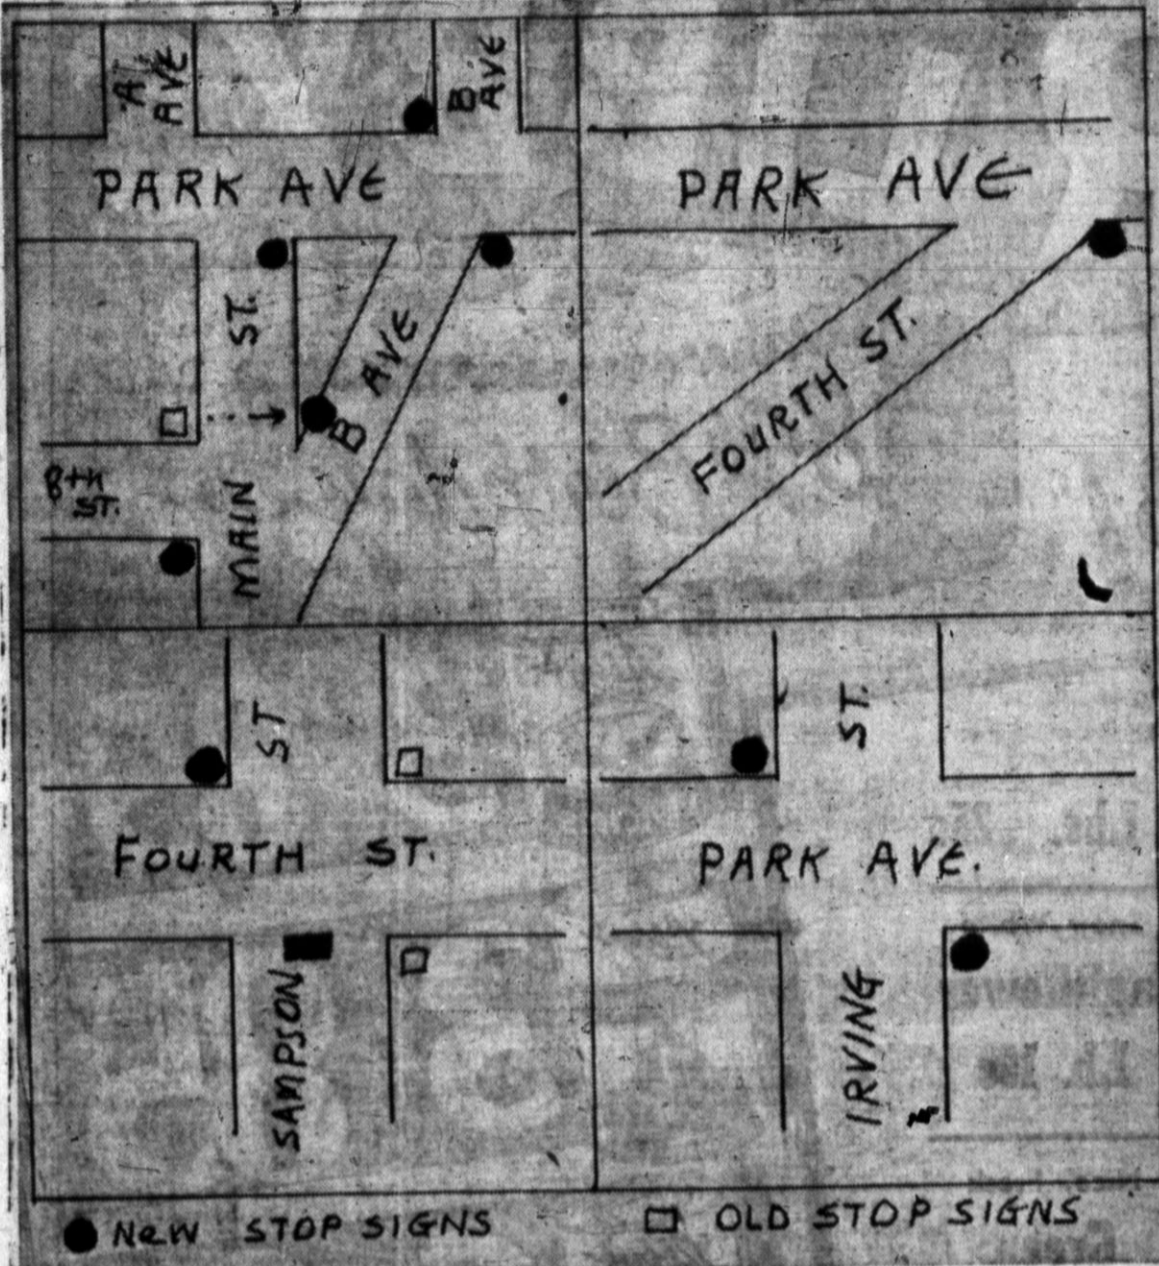 A
AVE
B
AVE
PARK AVE
ST.
B AVE
8TH
ST.
MAIN
PARK AVE
FOURTH ST.
ST
FOURTH ST.
SAMPSON
ST.
PARK AVE.
IRVING
NeW STOP SIGNS
OLD STOP SIGNS